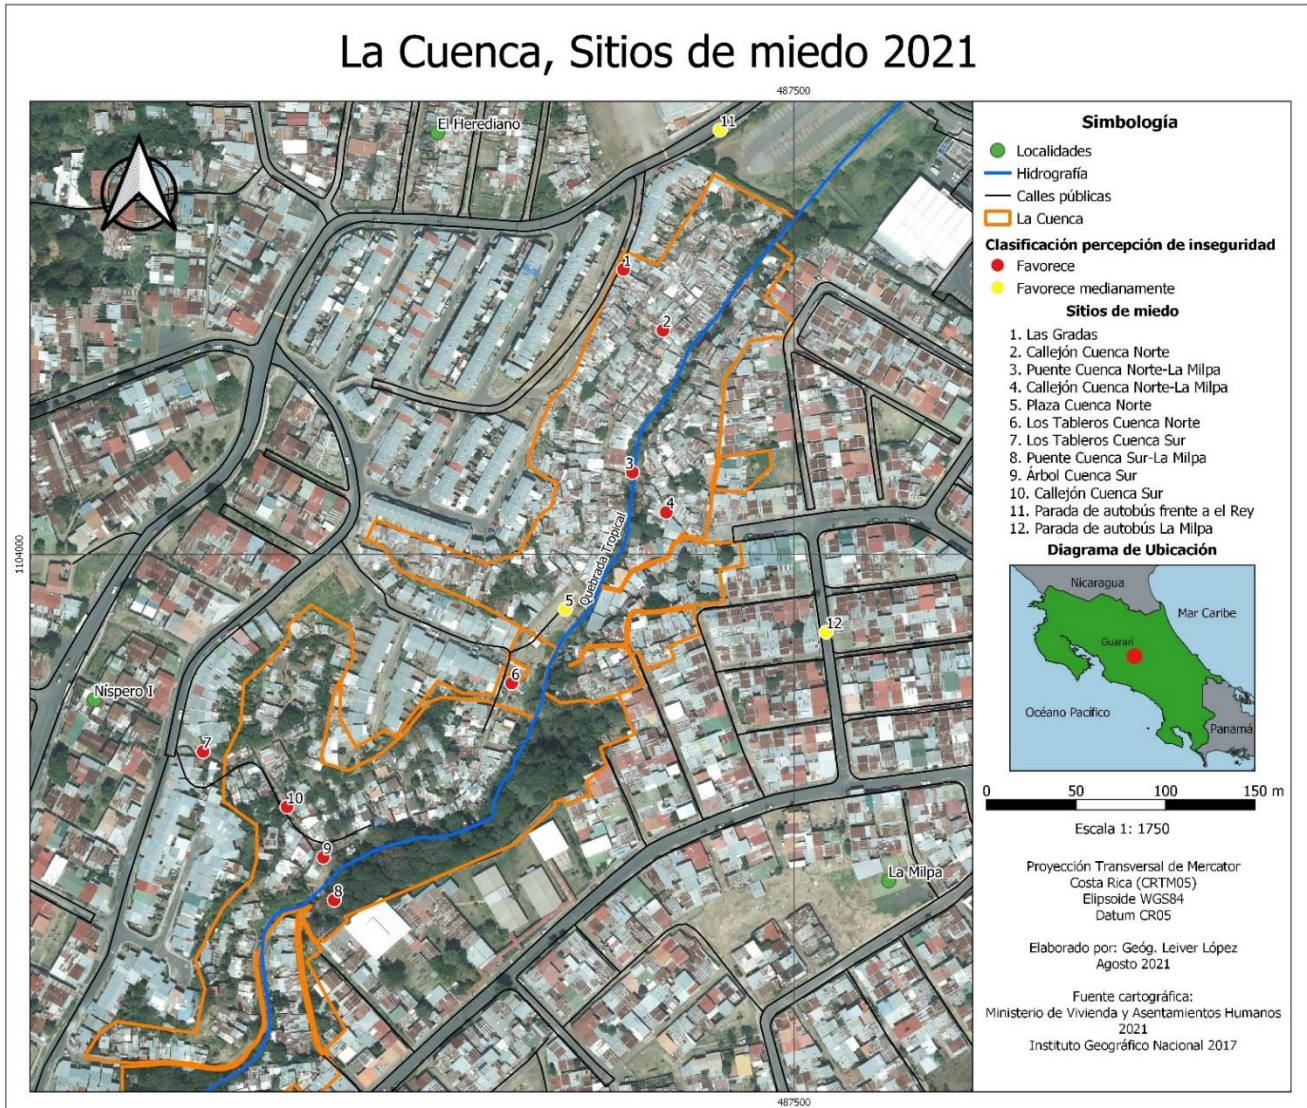 La Cuenca, Sitios de miedo 2021
487500
El Herediano
11
1
2
3
4
1104000
Quebrada Tropical
5
12
6
Níspero I
7
10
9
La Milpa
8
487500
Simbología
Localidades
Hidrografía
Calles públicas
La Cuenca
Clasificación percepción de inseguridad
Favorece
Favorece medianamente
Sitios de miedo
1. Las Gradas
2. Callejón Cuenca Norte
3. Puente Cuenca Norte-La Milpa
4. Callejón Cuenca Norte-La Milpa
5. Plaza Cuenca Norte
6. Los Tableros Cuenca Norte
7. Los Tableros Cuenca Sur
8. Puente Cuenca Sur-La Milpa
9. Árbol Cuenca Sur
10. Callejón Cuenca Sur
11. Parada de autobús frente a el Rey
12. Parada de autobús La Milpa
Diagrama de Ubicación
Nicaragua
Mar Caribe
Guararí
Océano Pacífico
Panamá
0 50 100 150 m
Escala 1: 1750
Proyección Transversal de Mercator
Costa Rica (CRTM05)
Elipsoide WGS84
Datum CR05
Elaborado por: Geóg. Leiver López
Agosto 2021
Fuente cartográfica:
Ministerio de Vivienda y Asentamientos Humanos
2021
Instituto Geográfico Nacional 2017